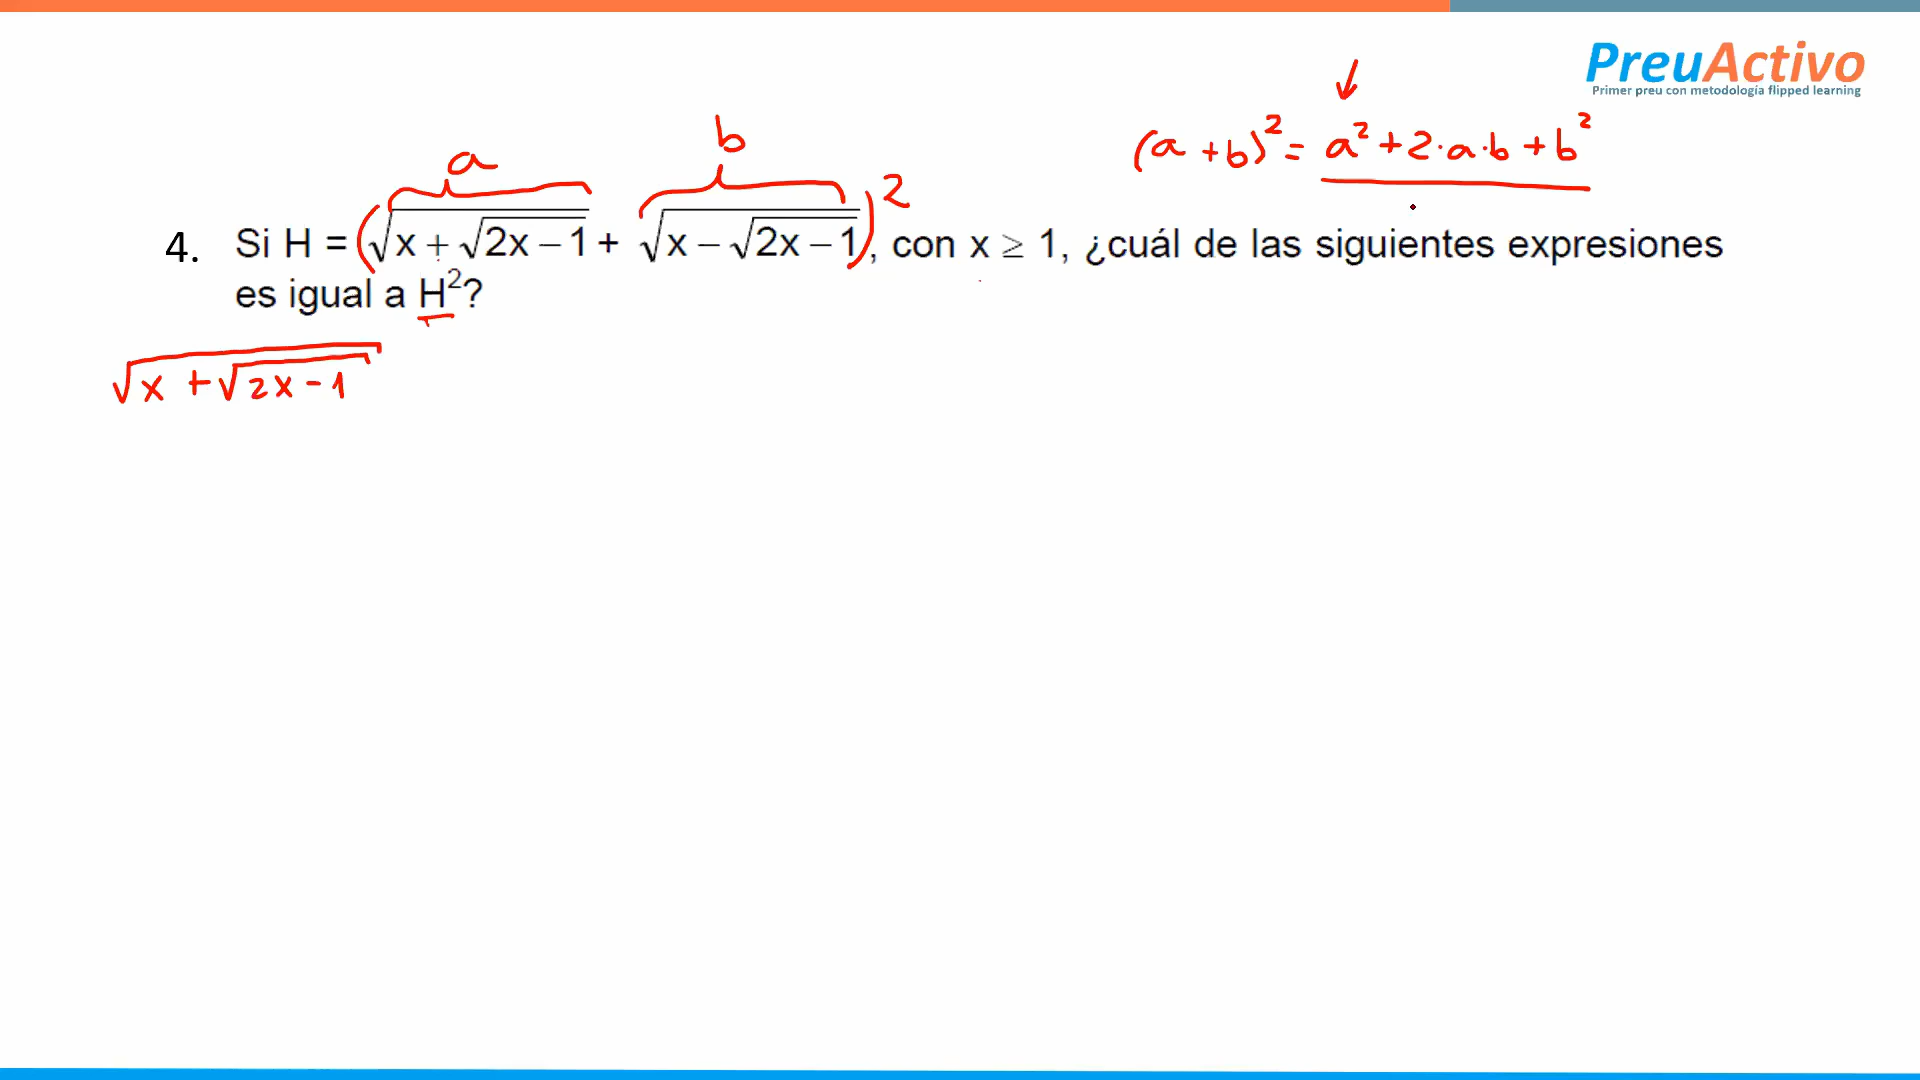 PreuActivo
Primer preu con metodología flipped learning
(a + b)² = a² + 2·a·b + b²
a
b
4. Si H = (√(x + √(2x − 1)) + √(x − √(2x − 1)))², con x ≥ 1, ¿cuál de las siguientes expresiones
es igual a H²?
√(x + √(2x − 1))